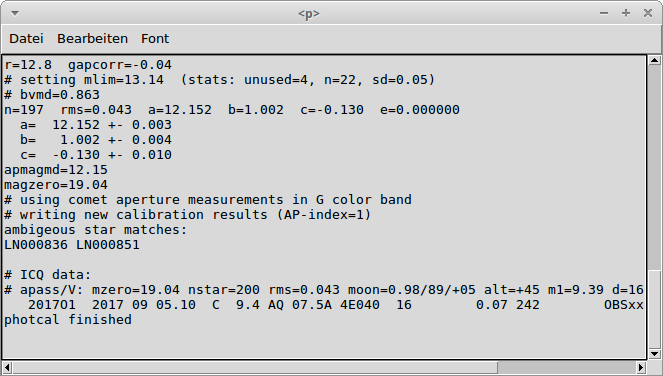 <p>
Datei Bearbeiten Font
r=12.8  gapcorr=-0.04
# setting mlim=13.14  (stats: unused=4, n=22, sd=0.05)
# bvmd=0.863
n=197  rms=0.043  a=12.152  b=1.002  c=-0.130  e=0.000000
  a=  12.152 +- 0.003
  b=   1.002 +- 0.004
  c=  -0.130 +- 0.010
apmagmd=12.15
magzero=19.04
# using comet aperture measurements in G color band
# writing new calibration results (AP-index=1)
ambigeous star matches:
LN000836 LN000851
# ICQ data:
# apass/V: mzero=19.04 nstar=200 rms=0.043 moon=0.98/89/+05 alt=+45 m1=9.39 d=16
   2017O1  2017 09 05.10  C  9.4 AQ 07.5A 4E040  16        0.07 242        OBSxx
photcal finished